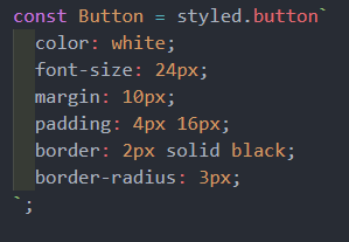 const Button = styled.button`
color: white;
font-size: 24px;
margin: 10px;
padding: 4px 16px;
border: 2px solid black;
border-radius: 3px;
`;